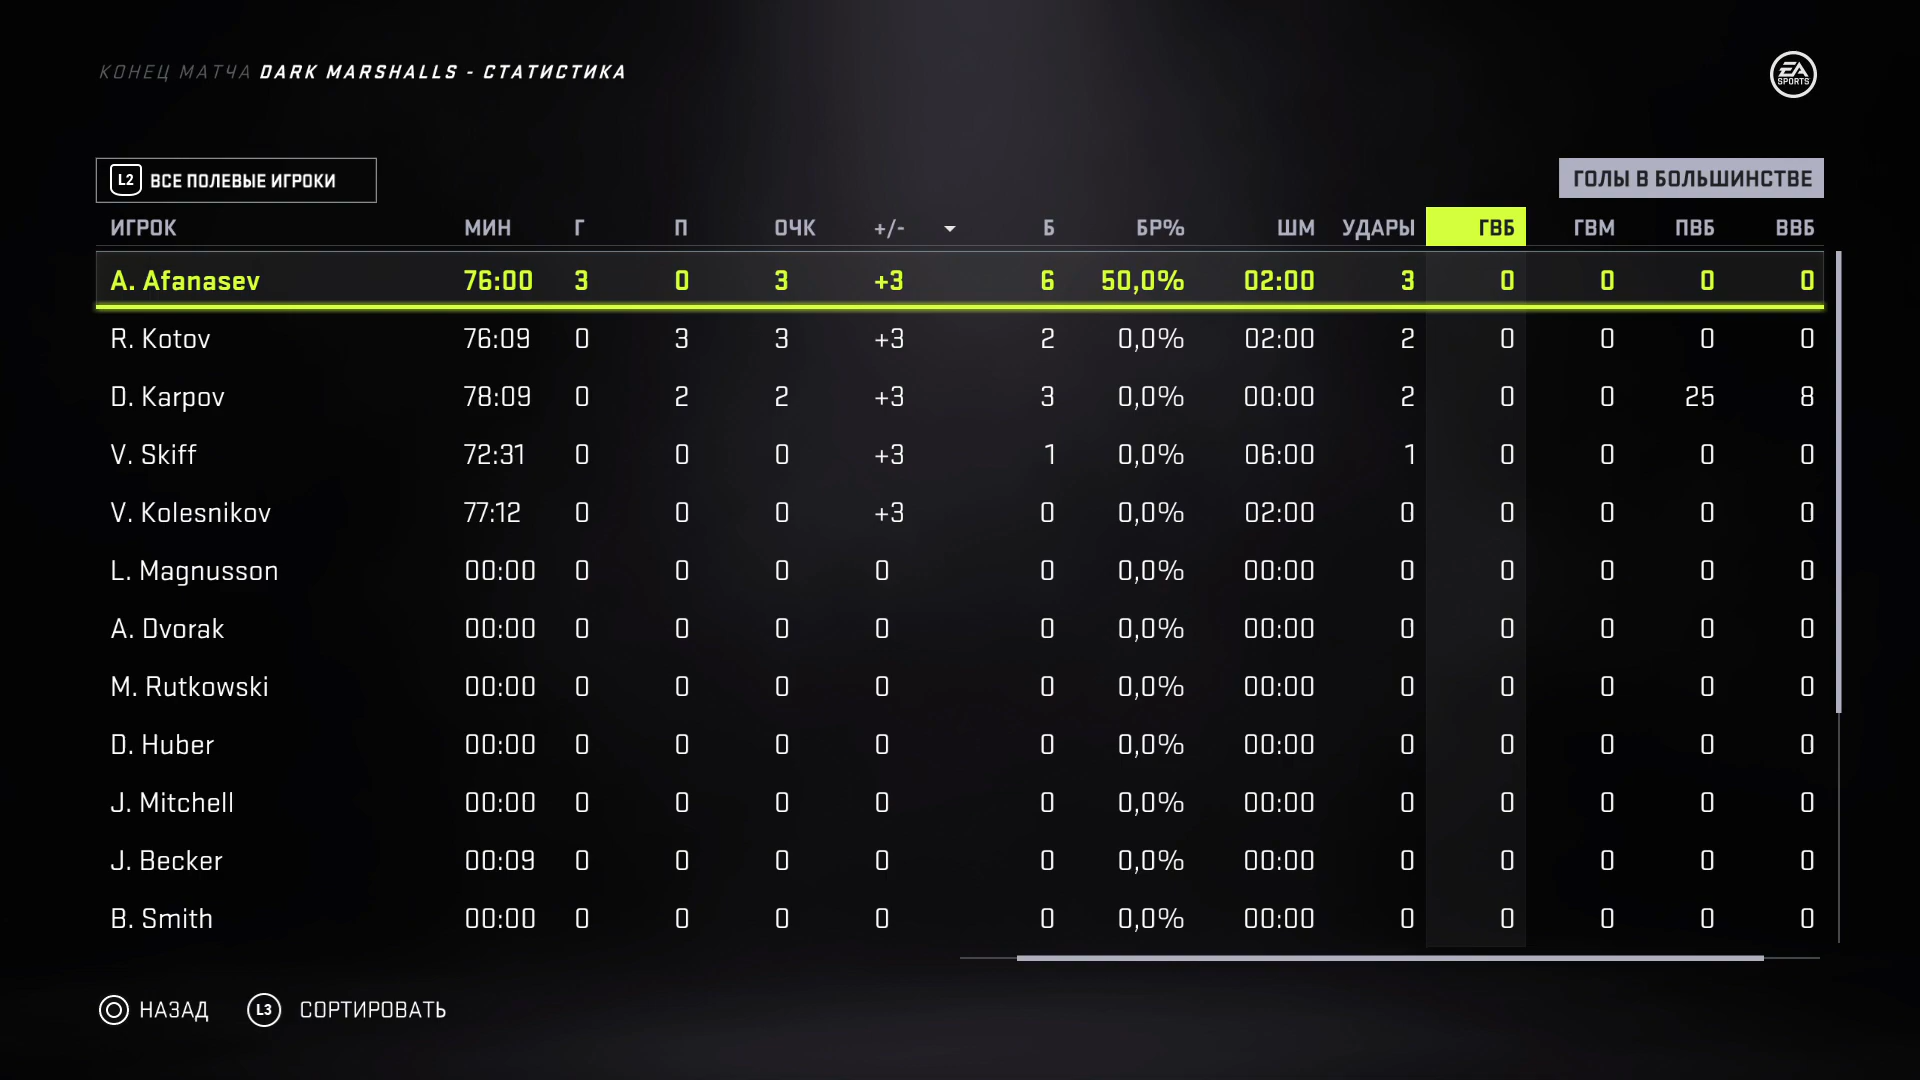 КОНЕЦ МАТЧА DARK MARSHALLS - СТАТИСТИКА
EA SPORTS
L2 ВСЕ ПОЛЕВЫЕ ИГРОКИ
ГОЛЫ В БОЛЬШИНСТВЕ
ИГРОК МИН Г П ОЧК +/- Б БР% ШМ УДАРЫ ГВБ ГВМ ПВБ ВВБ
A. Afanasev 76:00 3 0 3 +3 6 50,0% 02:00 3 0 0 0 0
R. Kotov 76:09 0 3 3 +3 2 0,0% 02:00 2 0 0 0 0
D. Karpov 78:09 0 2 2 +3 3 0,0% 00:00 2 0 0 25 8
V. Skiff 72:31 0 0 0 +3 1 0,0% 06:00 1 0 0 0 0
V. Kolesnikov 77:12 0 0 0 +3 0 0,0% 02:00 0 0 0 0 0
L. Magnusson 00:00 0 0 0 0 0 0,0% 00:00 0 0 0 0 0
A. Dvorak 00:00 0 0 0 0 0 0,0% 00:00 0 0 0 0 0
M. Rutkowski 00:00 0 0 0 0 0 0,0% 00:00 0 0 0 0 0
D. Huber 00:00 0 0 0 0 0 0,0% 00:00 0 0 0 0 0
J. Mitchell 00:00 0 0 0 0 0 0,0% 00:00 0 0 0 0 0
J. Becker 00:09 0 0 0 0 0 0,0% 00:00 0 0 0 0 0
B. Smith 00:00 0 0 0 0 0 0,0% 00:00 0 0 0 0 0
НАЗАД L3 СОРТИРОВАТЬ